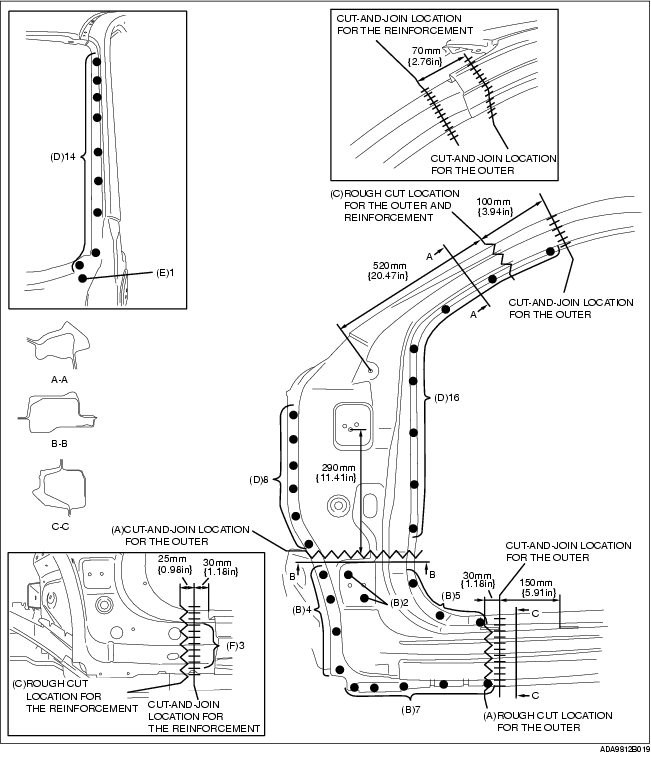 CUT-AND-JOIN LOCATION
FOR THE REINFORCEMENT
70mm
{2.76in}
CUT-AND-JOIN LOCATION
FOR THE OUTER
(D)14
(E)1
(C)ROUGH CUT LOCATION
FOR THE OUTER AND
REINFORCEMENT
100mm
{3.94in}
A
520mm
{20.47in}
A
CUT-AND-JOIN LOCATION
FOR THE OUTER
A-A
B-B
C-C
(D)16
(D)8
290mm
{11.41in}
(A)CUT-AND-JOIN LOCATION
FOR THE OUTER
B
B
(B)4
(B)2
(B)5
30mm
{1.18in}
CUT-AND-JOIN LOCATION
FOR THE OUTER
150mm
{5.91in}
C
C
(B)7
(A)ROUGH CUT LOCATION
FOR THE OUTER
25mm
{0.98in}
30mm
{1.18in}
(F)3
(C)ROUGH CUT
LOCATION FOR
THE REINFORCEMENT
CUT-AND-JOIN
LOCATION FOR
THE REINFORCEMENT
ADA9812B019